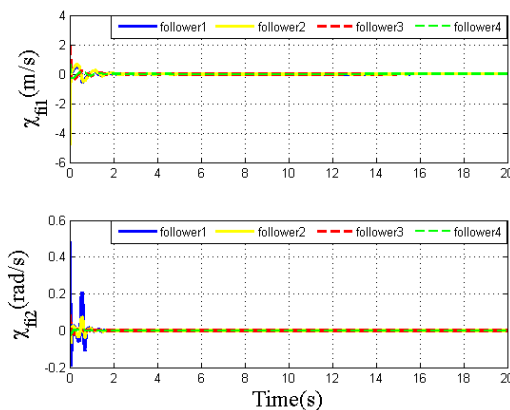 follower1 follower2 follower3 follower4
4
2
0
-2
-4
-6
χfi1(m/s)
0 2 4 6 8 10 12 14 16 18 20
follower1 follower2 follower3 follower4
0.6
0.4
0.2
0
-0.2
χfi2(rad/s)
0 2 4 6 8 10 12 14 16 18 20
Time(s)